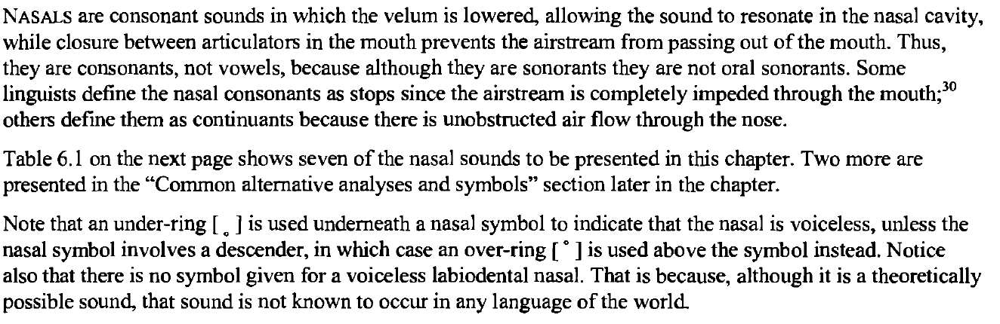 NASALS are consonant sounds in which the velum is lowered, allowing the sound to resonate in the nasal cavity,
while closure between articulators in the mouth prevents the airstream from passing out of the mouth. Thus,
they are consonants, not vowels, because although they are sonorants they are not oral sonorants. Some
linguists define the nasal consonants as stops since the airstream is completely impeded through the mouth;³⁰
others define them as continuants because there is unobstructed air flow through the nose.
Table 6.1 on the next page shows seven of the nasal sounds to be presented in this chapter. Two more are
presented in the “Common alternative analyses and symbols” section later in the chapter.
Note that an under-ring [ ̥ ] is used underneath a nasal symbol to indicate that the nasal is voiceless, unless the
nasal symbol involves a descender, in which case an over-ring [ ̊ ] is used above the symbol instead. Notice
also that there is no symbol given for a voiceless labiodental nasal. That is because, although it is a theoretically
possible sound, that sound is not known to occur in any language of the world.